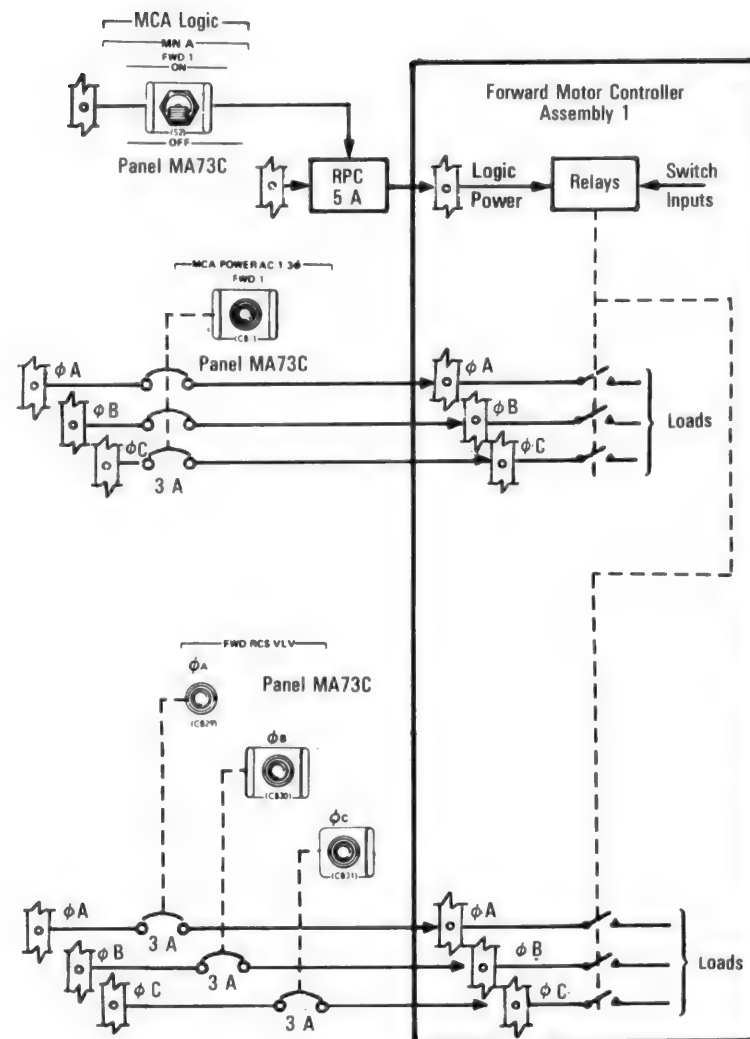 MCA Logic
MN A
FWD 1
ON
(S2)
OFF
Panel MA73C
RPC
5 A
Forward Motor Controller
Assembly 1
Logic
Power
Relays
Switch
Inputs
MCA POWER AC 1 3ϕ
FWD 1
(CB1)
Panel MA73C
ϕA
ϕB
ϕC
3 A
ϕA
ϕB
ϕC
Loads
FWD RCS VLV
ϕA
(CB29)
Panel MA73C
ϕB
(CB30)
ϕC
(CB31)
ϕA
3 A
ϕB
3 A
ϕC
3 A
ϕA
ϕB
ϕC
Loads